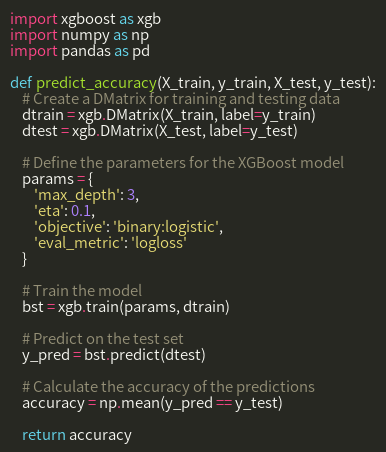 import xgboost as xgb
import numpy as np
import pandas as pd
def predict_accuracy(X_train, y_train, X_test, y_test):
# Create a DMatrix for training and testing data
dtrain = xgb.DMatrix(X_train, label=y_train)
dtest = xgb.DMatrix(X_test, label=y_test)
# Define the parameters for the XGBoost model
params = {
'max_depth': 3,
'eta': 0.1,
'objective': 'binary:logistic',
'eval_metric': 'logloss'
}
# Train the model
bst = xgb.train(params, dtrain)
# Predict on the test set
y_pred = bst.predict(dtest)
# Calculate the accuracy of the predictions
accuracy = np.mean(y_pred == y_test)
return accuracy